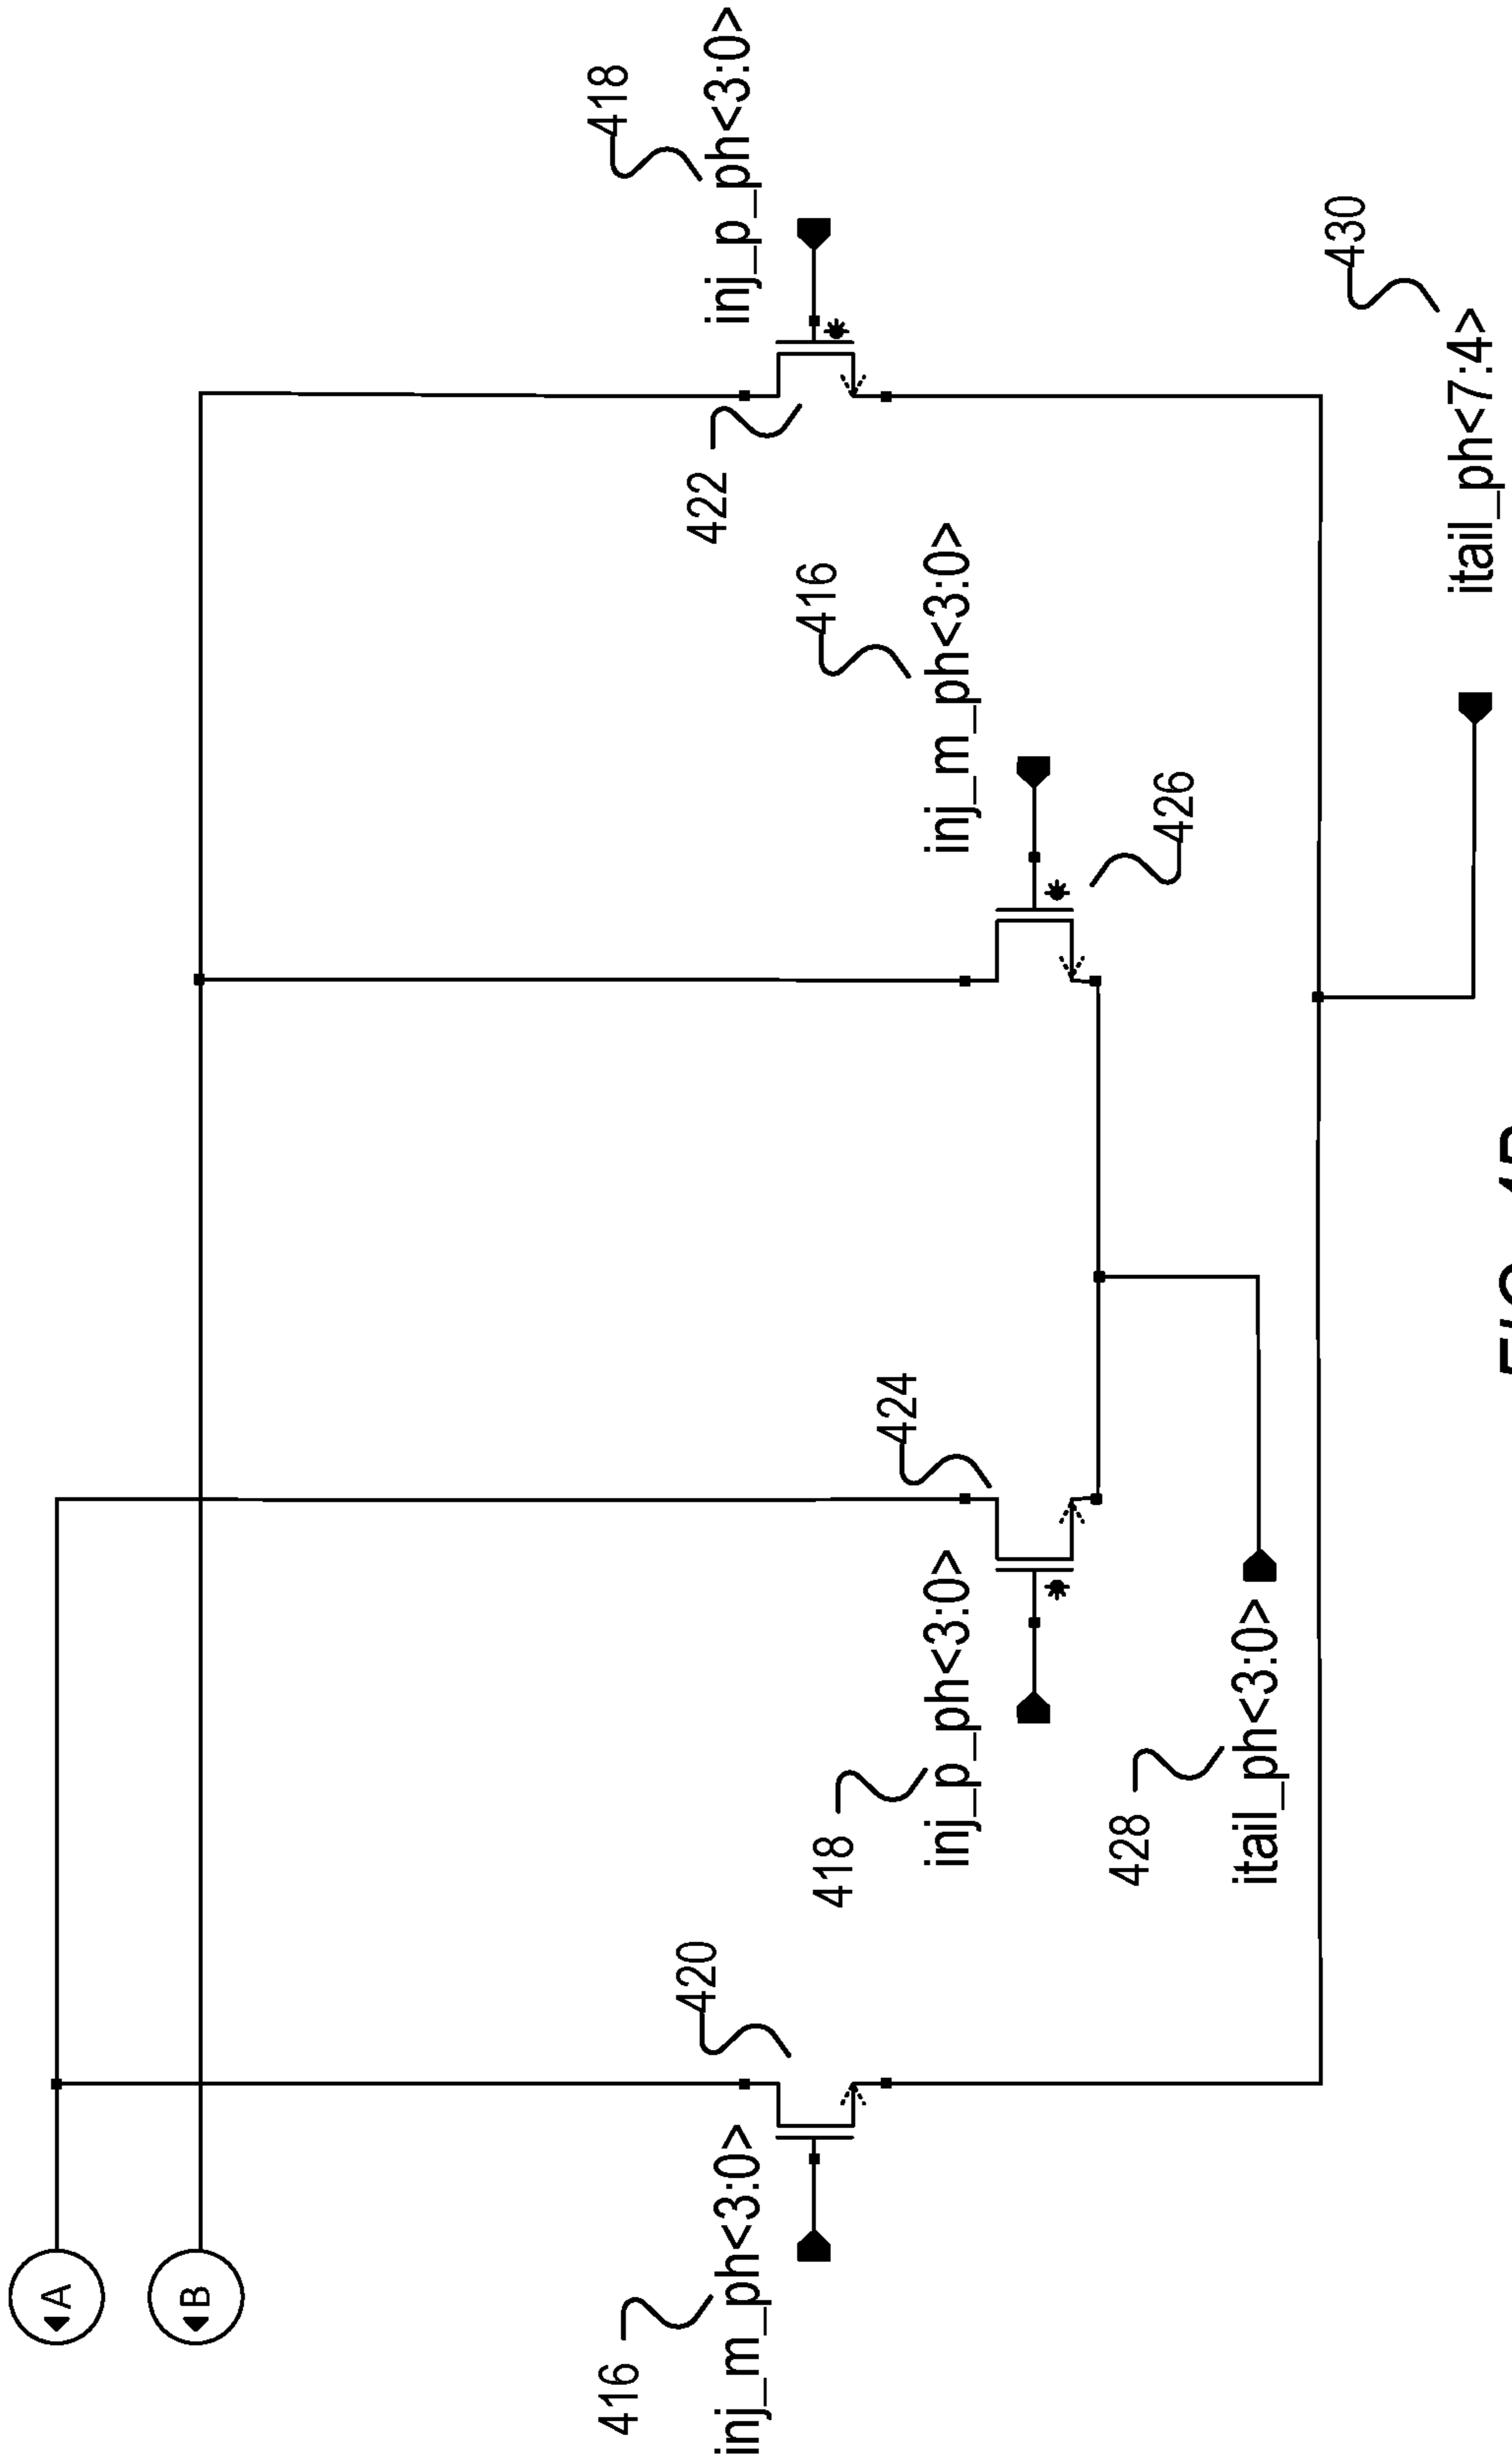 A
B
416
418
420
422
inj_m_ph<3:0>
inj_p_ph<3:0>
418
416
424
inj_p_ph<3:0>
inj_m_ph<3:0>
428
426
itail_ph<3:0>
430
itail_ph<7:4>